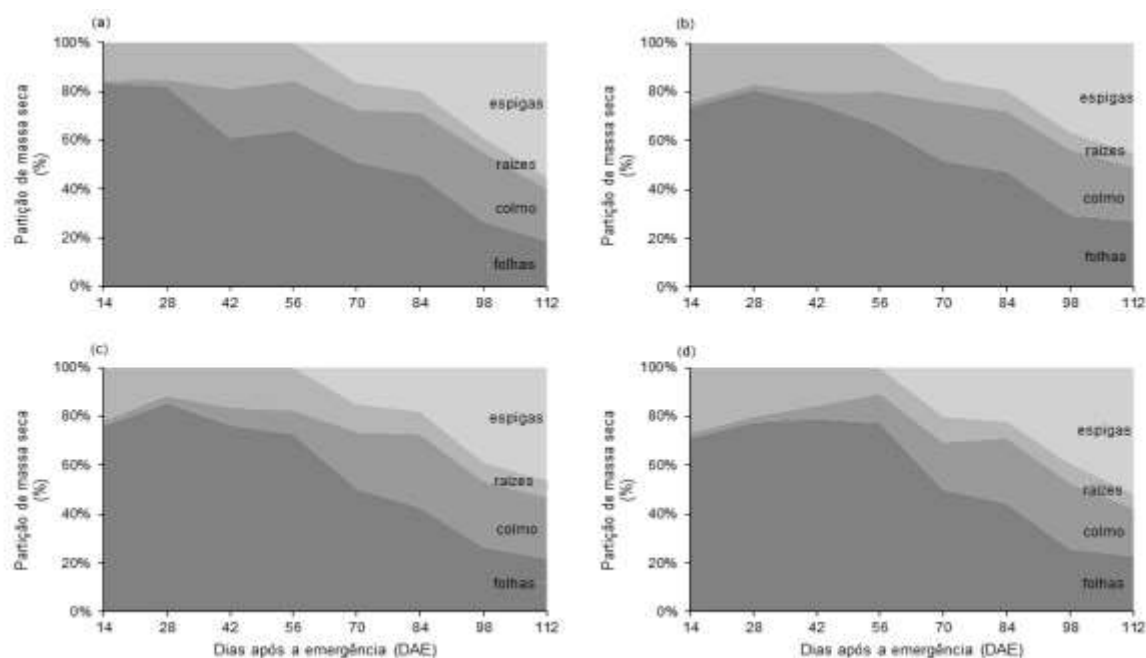 (a)
100%
80%
60%
40%
20%
0%
Partição de massa seca
(%)
espigas
raízes
colmo
folhas
14 28 42 56 70 84 98 112
(b)
100%
80%
60%
40%
20%
0%
Partição de massa seca
(%)
espigas
raízes
colmo
folhas
14 28 42 56 70 84 98 112
(c)
100%
80%
60%
40%
20%
0%
Partição de massa seca
(%)
espigas
raízes
colmo
folhas
14 28 42 56 70 84 98 112
Dias após a emergência (DAE)
(d)
100%
80%
60%
40%
20%
0%
Partição de massa seca
(%)
espigas
raízes
colmo
folhas
14 28 42 56 70 84 98 112
Dias após a emergência (DAE)